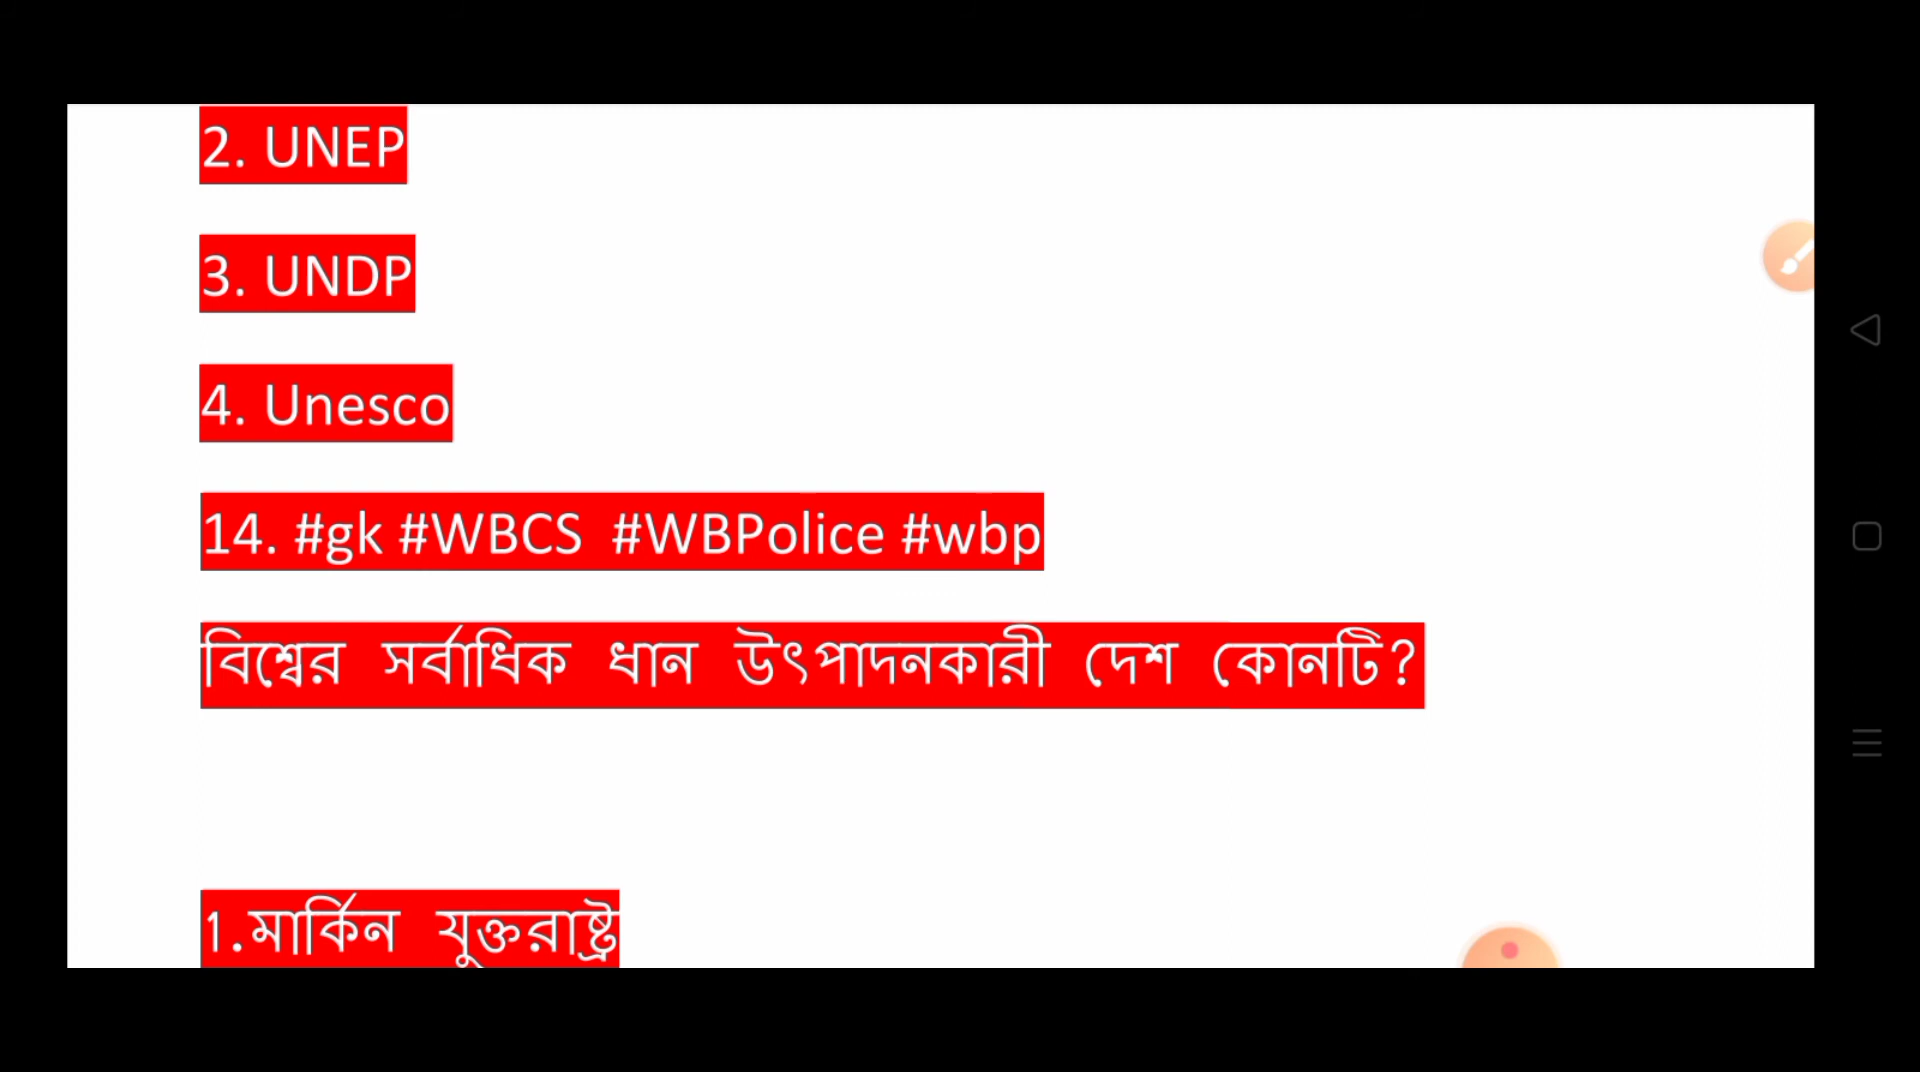 2. UNEP
3. UNDP
4. Unesco
14. #gk #WBCS #WBPolice #wbp
বিশ্বের সর্বাধিক ধান উৎপাদনকারী দেশ কোনটি?
1.মার্কিন যুক্তরাষ্ট্র